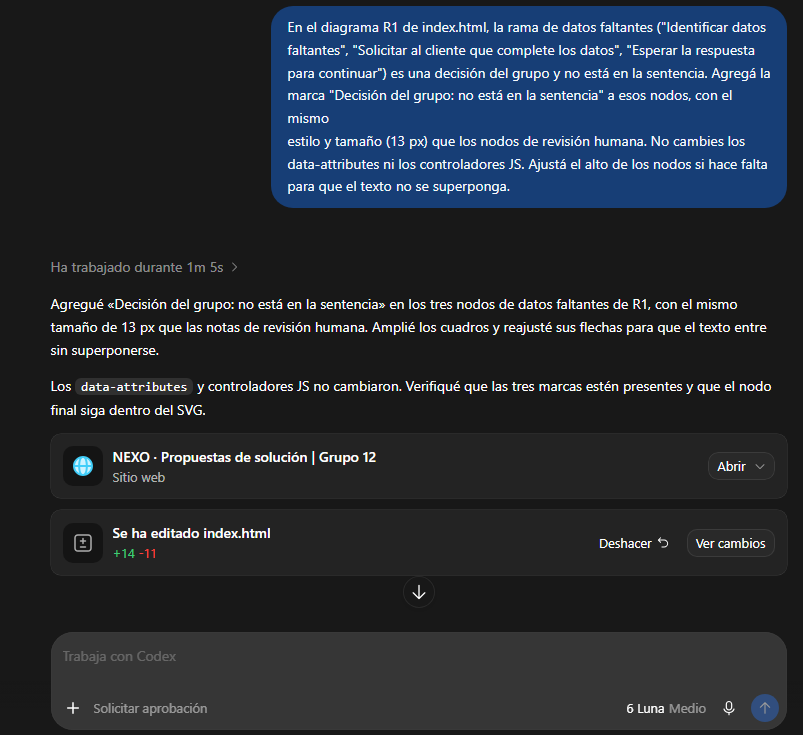 En el diagrama R1 de index.html, la rama de datos faltantes ("Identificar datos
faltantes", "Solicitar al cliente que complete los datos", "Esperar la respuesta
para continuar") es una decisión del grupo y no está en la sentencia. Agregá la
marca "Decisión del grupo: no está en la sentencia" a esos nodos, con el
mismo
estilo y tamaño (13 px) que los nodos de revisión humana. No cambies los
data-attributes ni los controladores JS. Ajustá el alto de los nodos si hace falta
para que el texto no se superponga.
Ha trabajado durante 1m 5s
Agregué «Decisión del grupo: no está en la sentencia» en los tres nodos de datos faltantes de R1, con el mismo
tamaño de 13 px que las notas de revisión humana. Amplié los cuadros y reajusté sus flechas para que el texto entre
sin superponerse.
Los data-attributes y controladores JS no cambiaron. Verifiqué que las tres marcas estén presentes y que el nodo
final siga dentro del SVG.
NEXO · Propuestas de solución | Grupo 12
Sitio web
Abrir
Se ha editado index.html
+14 -11
Deshacer
Ver cambios
Trabaja con Codex
Solicitar aprobación
6 Luna Medio